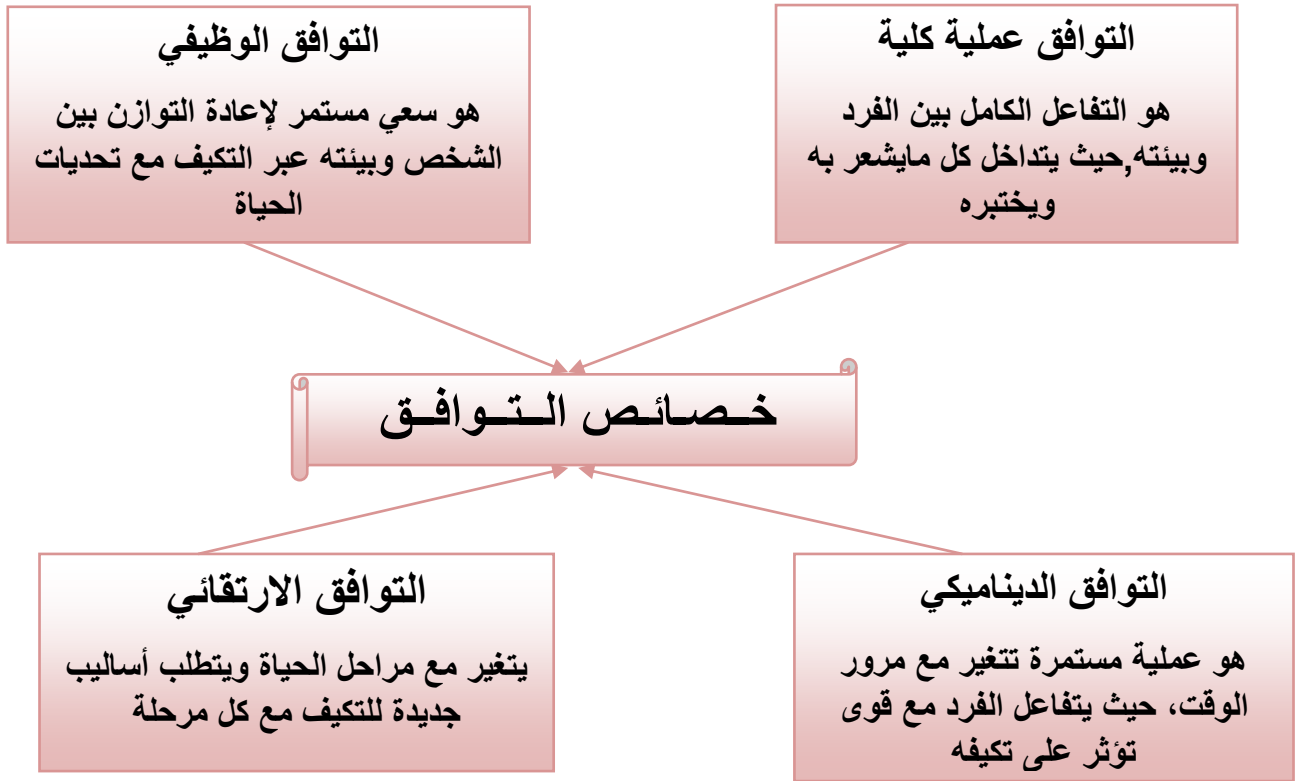 التوافق عملية كلية
هو التفاعل الكامل بين الفرد
وبيئته,حيث يتداخل كل مايشعر به
ويختبره
التوافق الوظيفي
هو سعي مستمر لإعادة التوازن بين
الشخص وبيئته عبر التكيف مع تحديات
الحياة
خــصــائــص الــتــوافــق
التوافق الديناميكي
هو عملية مستمرة تتغير مع مرور
الوقت، حيث يتفاعل الفرد مع قوى
تؤثر على تكيفه
التوافق الارتقائي
يتغير مع مراحل الحياة ويتطلب أساليب
جديدة للتكيف مع كل مرحلة